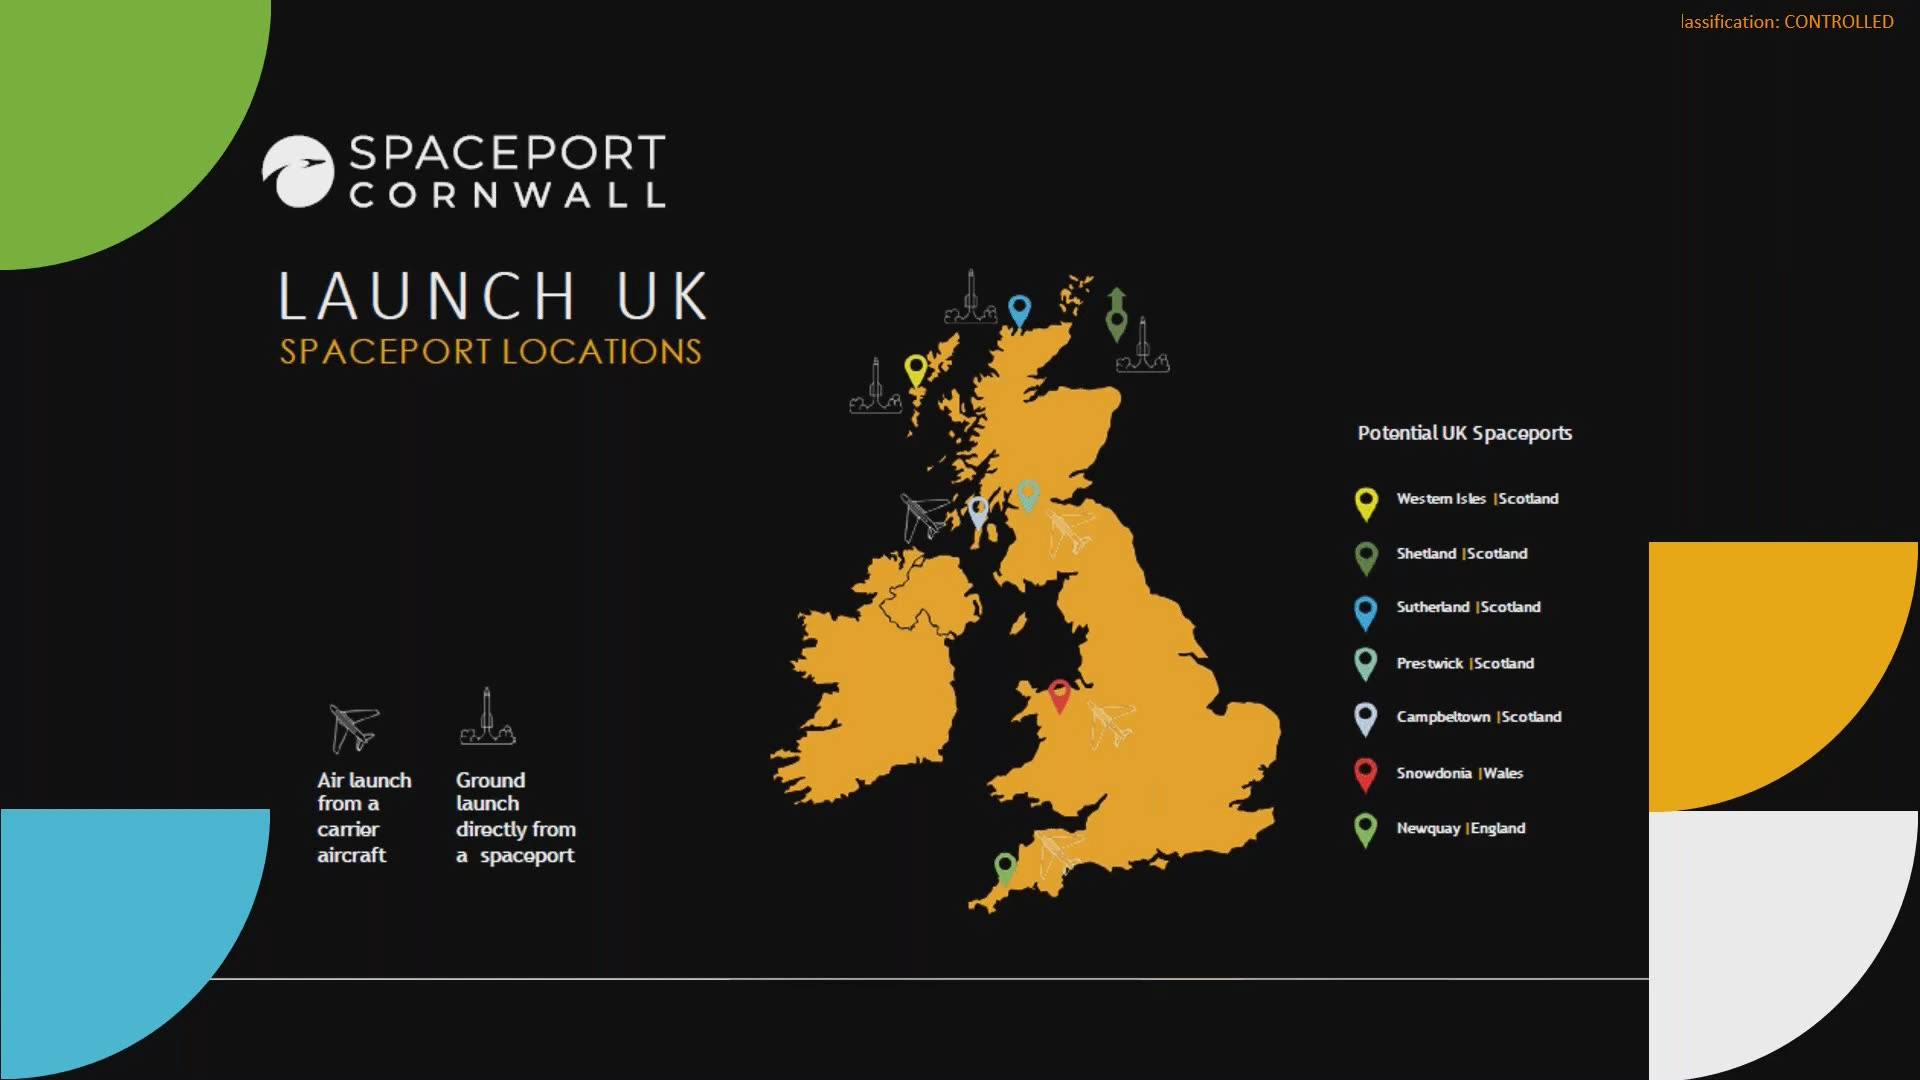 lassification: CONTROLLED
SPACEPORT
CORNWALL
LAUNCH UK
SPACEPORT LOCATIONS
Potential UK Spaceports
Western Isles |Scotland
Shetland |Scotland
Sutherland |Scotland
Prestwick |Scotland
Campbeltown |Scotland
Snowdonia |Wales
Newquay |England
Air launch
from a
carrier
aircraft
Ground
launch
directly from
a spaceport